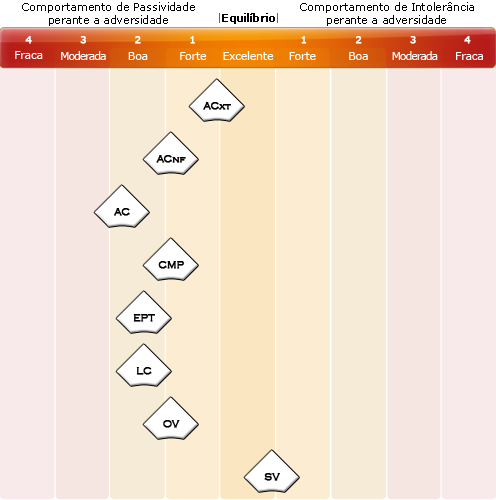 Comportamento de Passividade
perante a adversidade
|Equilíbrio|
Comportamento de Intolerância
perante a adversidade
4 3 2 1 1 2 3 4
Fraca Moderada Boa Forte Excelente Forte Boa Moderada Fraca
ACXT
ACNF
AC
CMP
EPT
LC
OV
SV